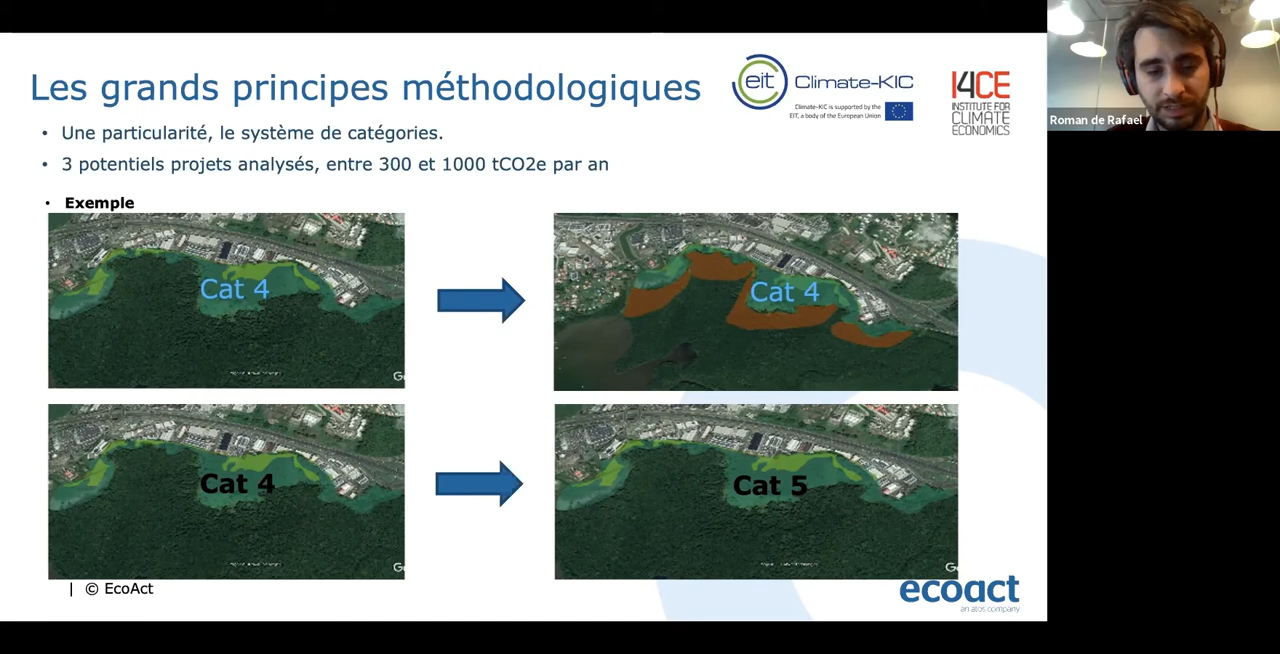 Les grands principes méthodologiques
eit Climate-KIC
Climate-KIC is supported by the
EIT, a body of the European Union
I4CE
INSTITUTE FOR
CLIMATE
ECONOMICS
Roman de Rafael
• Une particularité, le système de catégories.
• 3 potentiels projets analysés, entre 300 et 1000 tCO2e par an
• Exemple
Cat 4
Cat 4
Cat 4
Cat 5
| © EcoAct
ecoact
an atos company